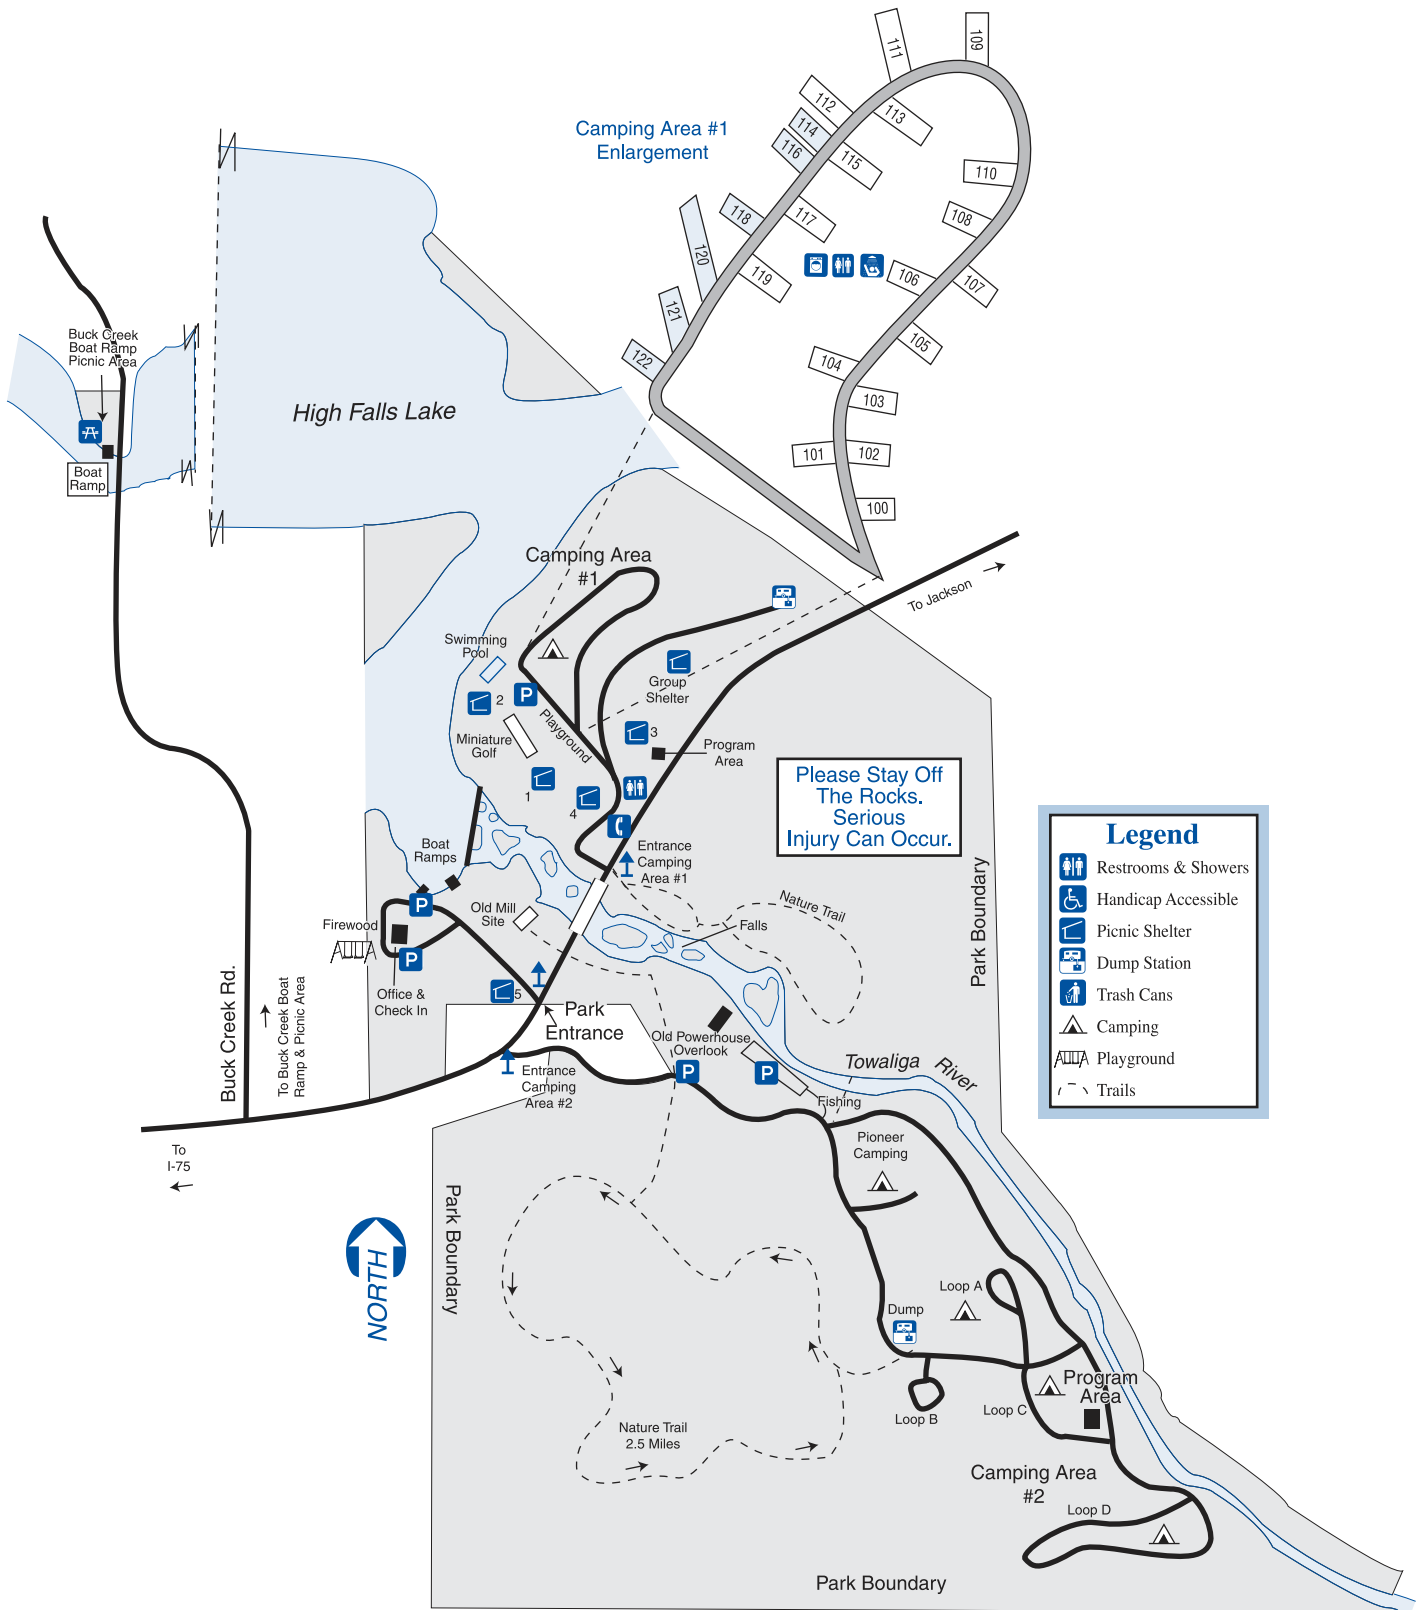 111
109
112
113
114
116
115
110
118
117
108
120
119
106
107
121
105
122
104
103
101
102
100
Camping Area #1
Enlargement
Buck Creek
Boat Ramp
Picnic Area
Boat
Ramp
High Falls Lake
Camping Area
#1
To Jackson
Swimming
Pool
P
2
Group
Shelter
Playground
Miniature
Golf
3
Program
Area
1
4
Please Stay Off
The Rocks.
Serious
Injury Can Occur.
Boat
Ramps
Entrance
Camping
Area #1
Legend
Restrooms & Showers
Handicap Accessible
Picnic Shelter
Dump Station
Trash Cans
Camping
Playground
Trails
Park Boundary
Nature Trail
Falls
Old Mill
Site
P
Firewood
P
Office &
Check In
5
Park
Entrance
Buck Creek Rd.
To Buck Creek Boat
Ramp & Picnic Area
Old Powerhouse
Overlook
P
P
Towaliga River
Entrance
Camping
Area #2
Fishing
To
I-75
Pioneer
Camping
Park Boundary
NORTH
Loop A
Dump
Program
Area
Loop C
Loop B
Nature Trail
2.5 Miles
Camping Area
#2
Loop D
Park Boundary